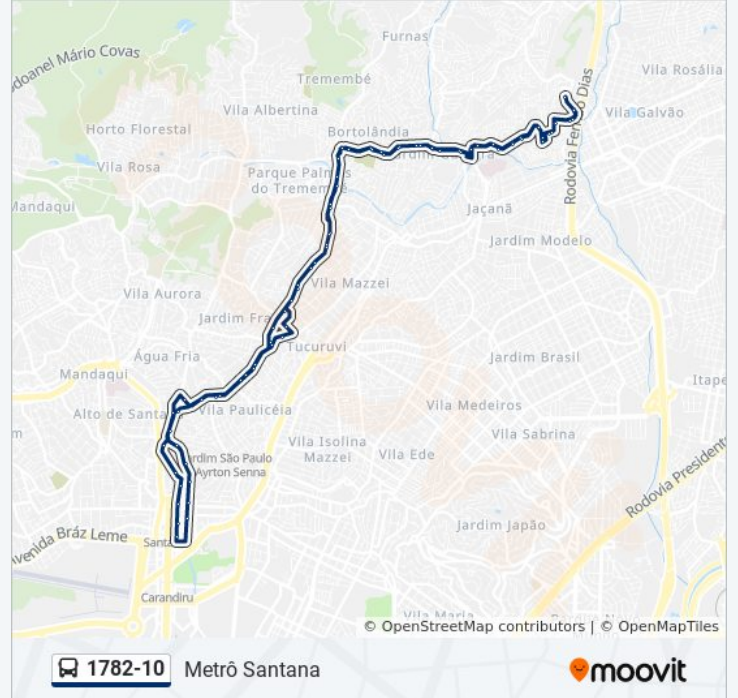 Furnas
doanel Mário Covas
Vila Rosália
Tremembé
Vila Albertina
Vila Galvão
Horto Florestal
Bortolândia
Rodovia Fernão Dias
Vila Rosa
Parque Palmas
do Tremembé
Mandaqui
Jaçanã
Jardim Modelo
Vila Mazzei
Vila Aurora
Jardim Fra
Tucuruvi
Água Fria
Jardim Brasil
Mandaqui
Itape
Alto de Santa
Vila Paulicéia
Vila Medeiros
m
Vila Isolina
Mazzei
Vila Ede
Vila Sabrina
rdim São Paulo
Ayrton Senna
Rodovia President
Jardim Japão
venida Bráz Leme
Santa
Carandiru
Vila Maria
© OpenStreetMap contributors | © OpenMapTiles
1782-10 Metrô Santana
moovit